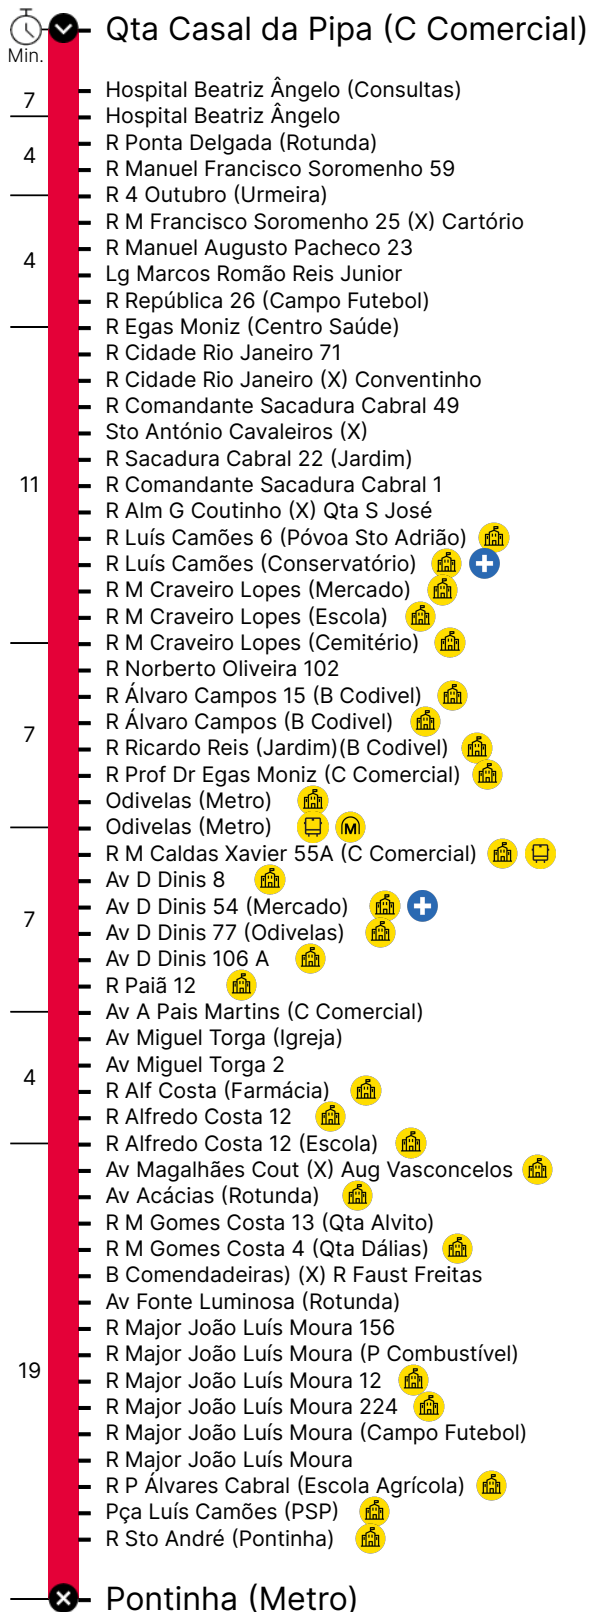 Qta Casal da Pipa (C Comercial)
Min.
Hospital Beatriz Ângelo (Consultas)
7
Hospital Beatriz Ângelo
R Ponta Delgada (Rotunda)
4
R Manuel Francisco Soromenho 59
R 4 Outubro (Urmeira)
R M Francisco Soromenho 25 (X) Cartório
R Manuel Augusto Pacheco 23
4
Lg Marcos Romão Reis Junior
R República 26 (Campo Futebol)
R Egas Moniz (Centro Saúde)
R Cidade Rio Janeiro 71
R Cidade Rio Janeiro (X) Conventinho
R Comandante Sacadura Cabral 49
Sto António Cavaleiros (X)
R Sacadura Cabral 22 (Jardim)
11
R Comandante Sacadura Cabral 1
R Alm G Coutinho (X) Qta S José
R Luís Camões 6 (Póvoa Sto Adrião)
R Luís Camões (Conservatório)
R M Craveiro Lopes (Mercado)
R M Craveiro Lopes (Escola)
R M Craveiro Lopes (Cemitério)
R Norberto Oliveira 102
R Álvaro Campos 15 (B Codivel)
R Álvaro Campos (B Codivel)
7
R Ricardo Reis (Jardim)(B Codivel)
R Prof Dr Egas Moniz (C Comercial)
Odivelas (Metro)
Odivelas (Metro) M
R M Caldas Xavier 55A (C Comercial)
Av D Dinis 8
Av D Dinis 54 (Mercado)
7
Av D Dinis 77 (Odivelas)
Av D Dinis 106 A
R Paiã 12
Av A Pais Martins (C Comercial)
Av Miguel Torga (Igreja)
Av Miguel Torga 2
4
R Alf Costa (Farmácia)
R Alfredo Costa 12
R Alfredo Costa 12 (Escola)
Av Magalhães Cout (X) Aug Vasconcelos
Av Acácias (Rotunda)
R M Gomes Costa 13 (Qta Alvito)
R M Gomes Costa 4 (Qta Dálias)
B Comendadeiras) (X) R Faust Freitas
Av Fonte Luminosa (Rotunda)
R Major João Luís Moura 156
R Major João Luís Moura (P Combustível)
19
R Major João Luís Moura 12
R Major João Luís Moura 224
R Major João Luís Moura (Campo Futebol)
R Major João Luís Moura
R P Álvares Cabral (Escola Agrícola)
Pça Luís Camões (PSP)
R Sto André (Pontinha)
Pontinha (Metro)